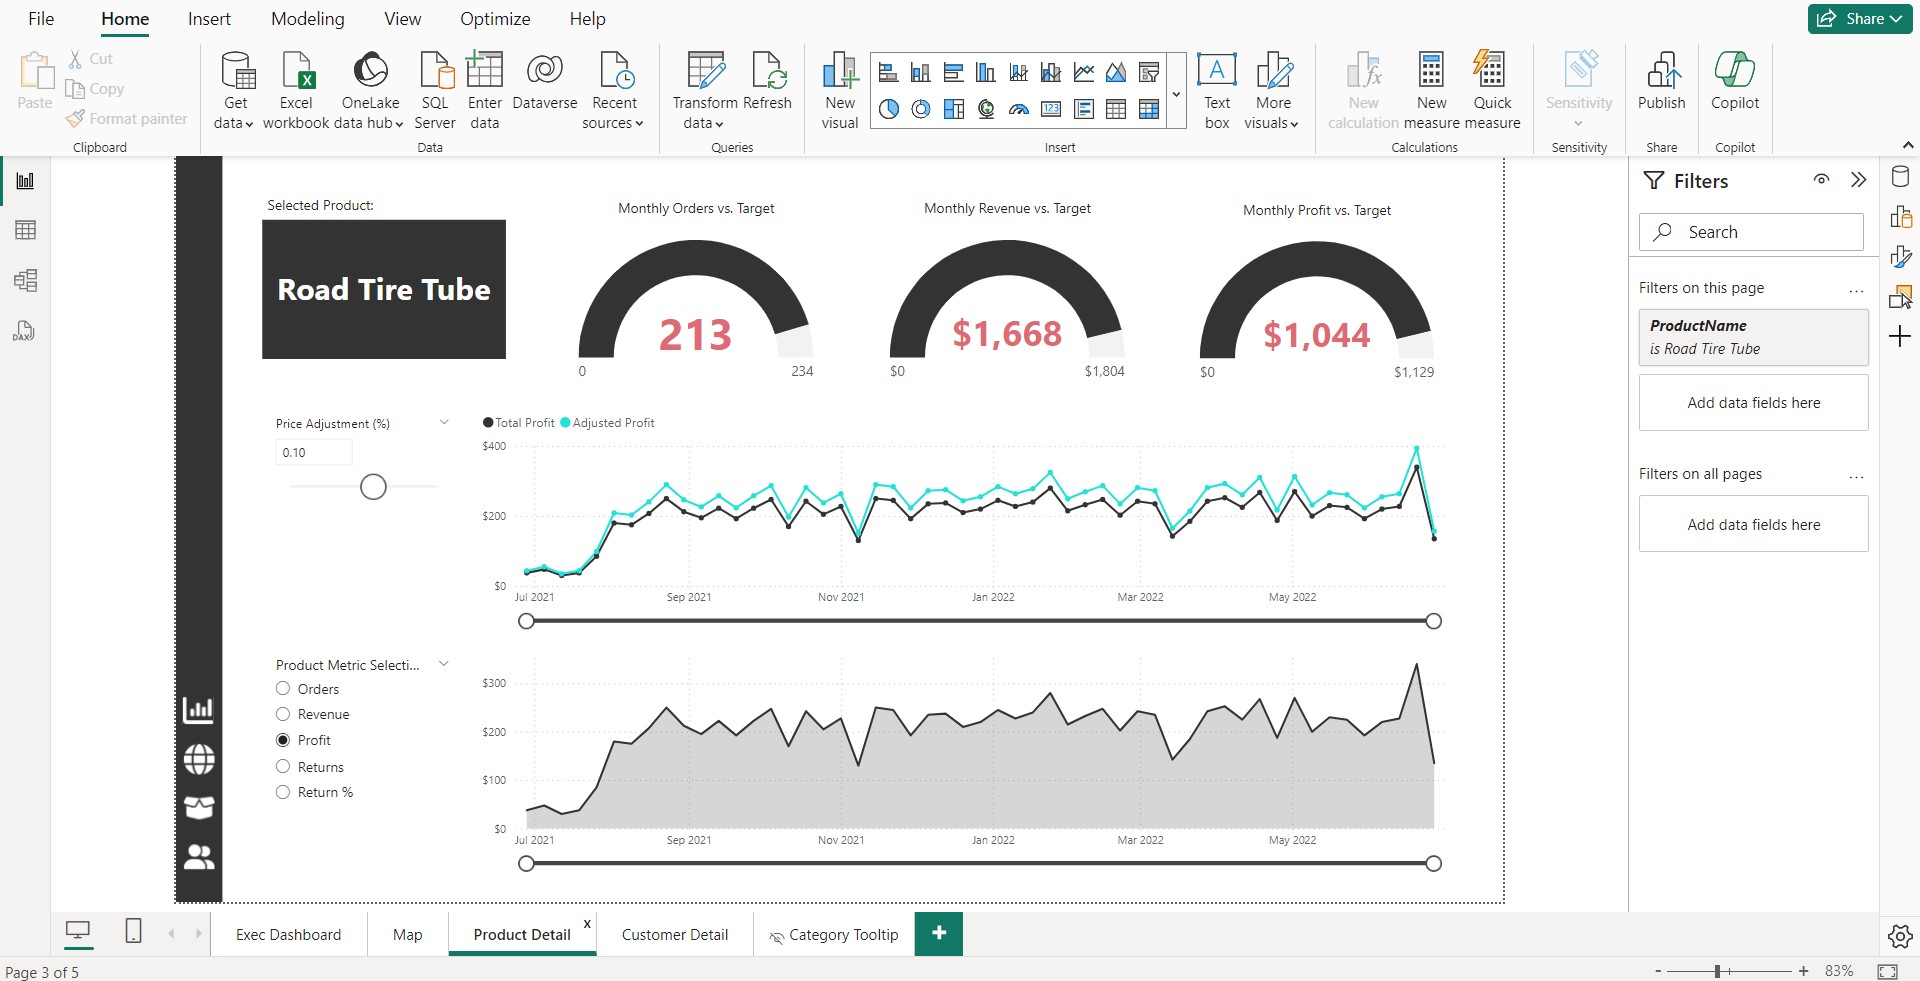 File Home Insert Modeling View Optimize Help Share
Paste
Cut
Copy
Format painter
Clipboard
Get data
Excel workbook
OneLake data hub
SQL Server
Enter data
Dataverse
Recent sources
Data
Transform data
Refresh
Queries
New visual
123
A
Text box
More visuals
Insert
fx
New calculation
New measure
Quick measure
Calculations
Sensitivity
Sensitivity
Publish
Share
Copilot
Copilot
DAX
Selected Product:
Road Tire Tube
Monthly Orders vs. Target
213
0 234
Monthly Revenue vs. Target
$1,668
$0 $1,804
Monthly Profit vs. Target
$1,044
$0 $1,129
Price Adjustment (%)
0.10
Total Profit Adjusted Profit
$400
$200
$0
Jul 2021 Sep 2021 Nov 2021 Jan 2022 Mar 2022 May 2022
Product Metric Selecti...
Orders
Revenue
Profit
Returns
Return %
$300
$200
$100
$0
Jul 2021 Sep 2021 Nov 2021 Jan 2022 Mar 2022 May 2022
Filters
Search
Filters on this page ...
ProductName
is Road Tire Tube
Add data fields here
Filters on all pages ...
Add data fields here
Exec Dashboard Map Product Detail x Customer Detail Category Tooltip +
Page 3 of 5
- + 83%